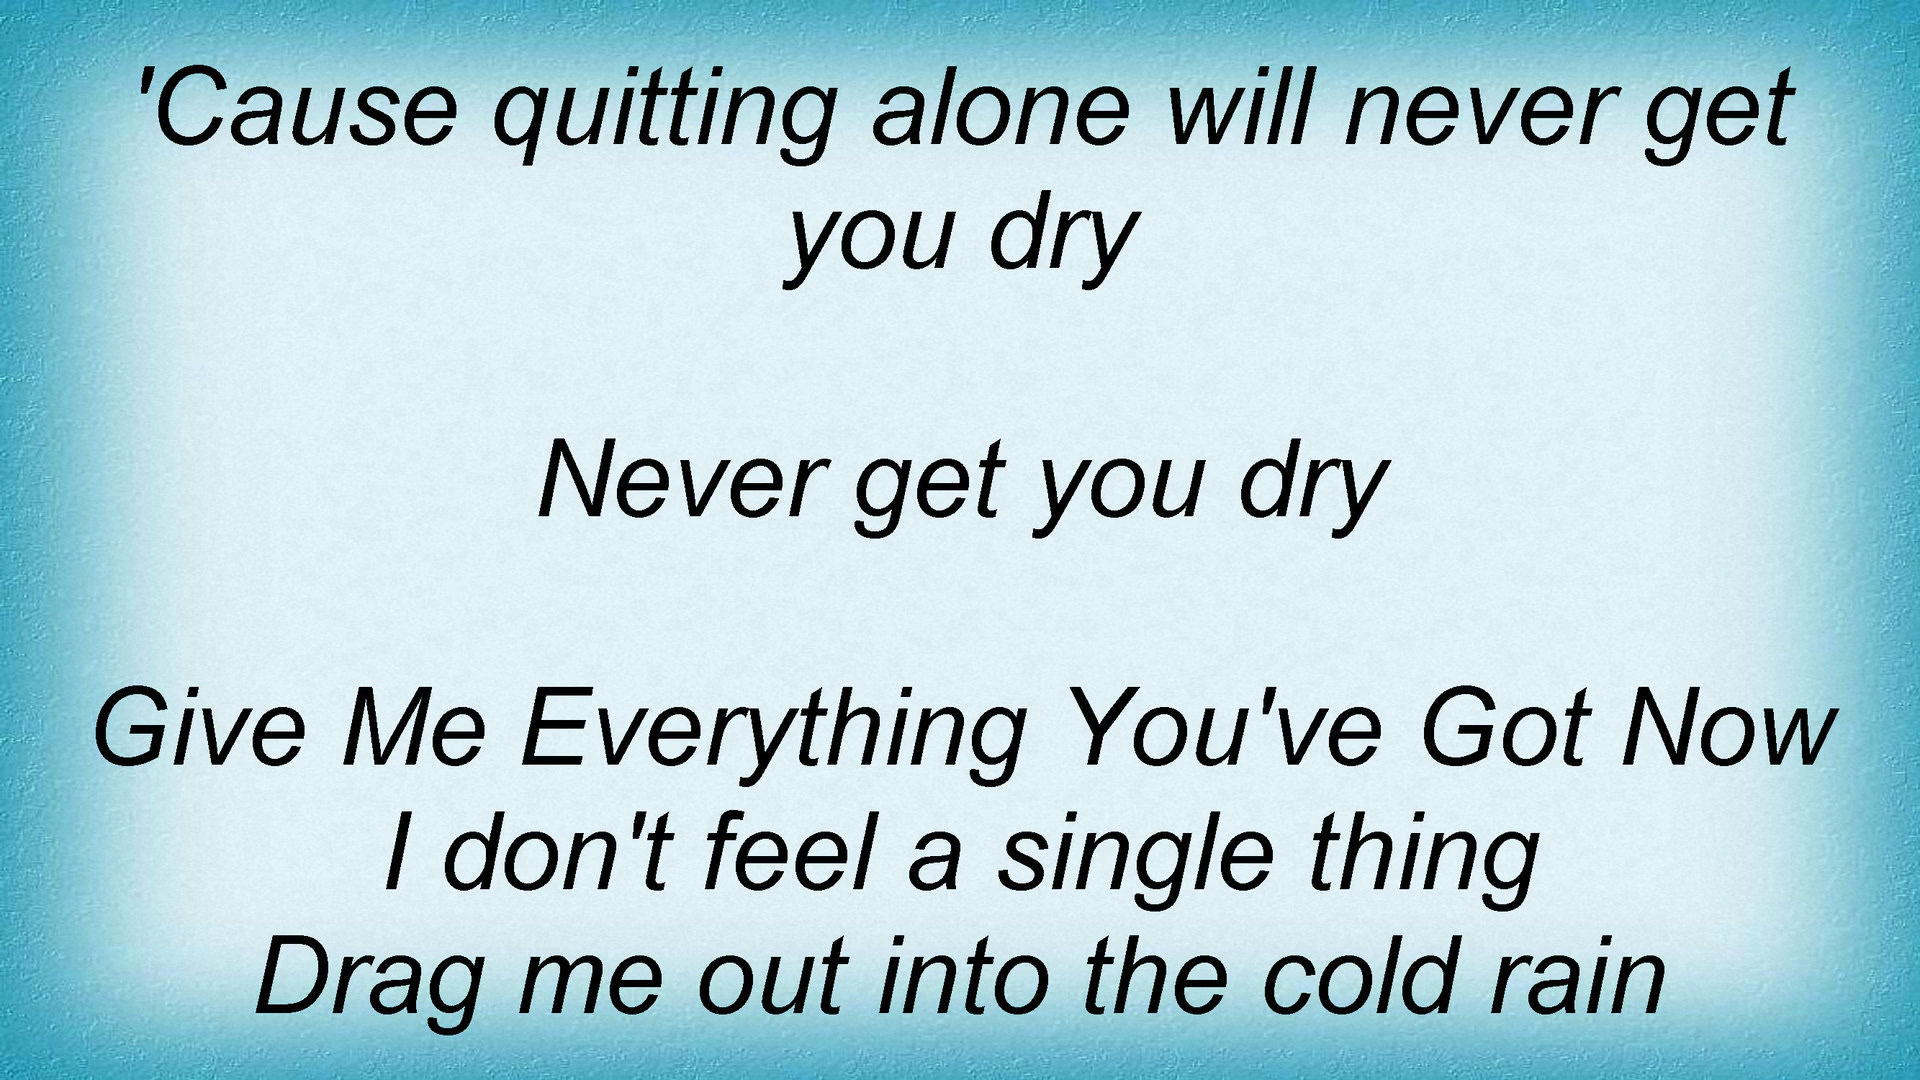 'Cause quitting alone will never get
you dry
Never get you dry
Give Me Everything You've Got Now
I don't feel a single thing
Drag me out into the cold rain